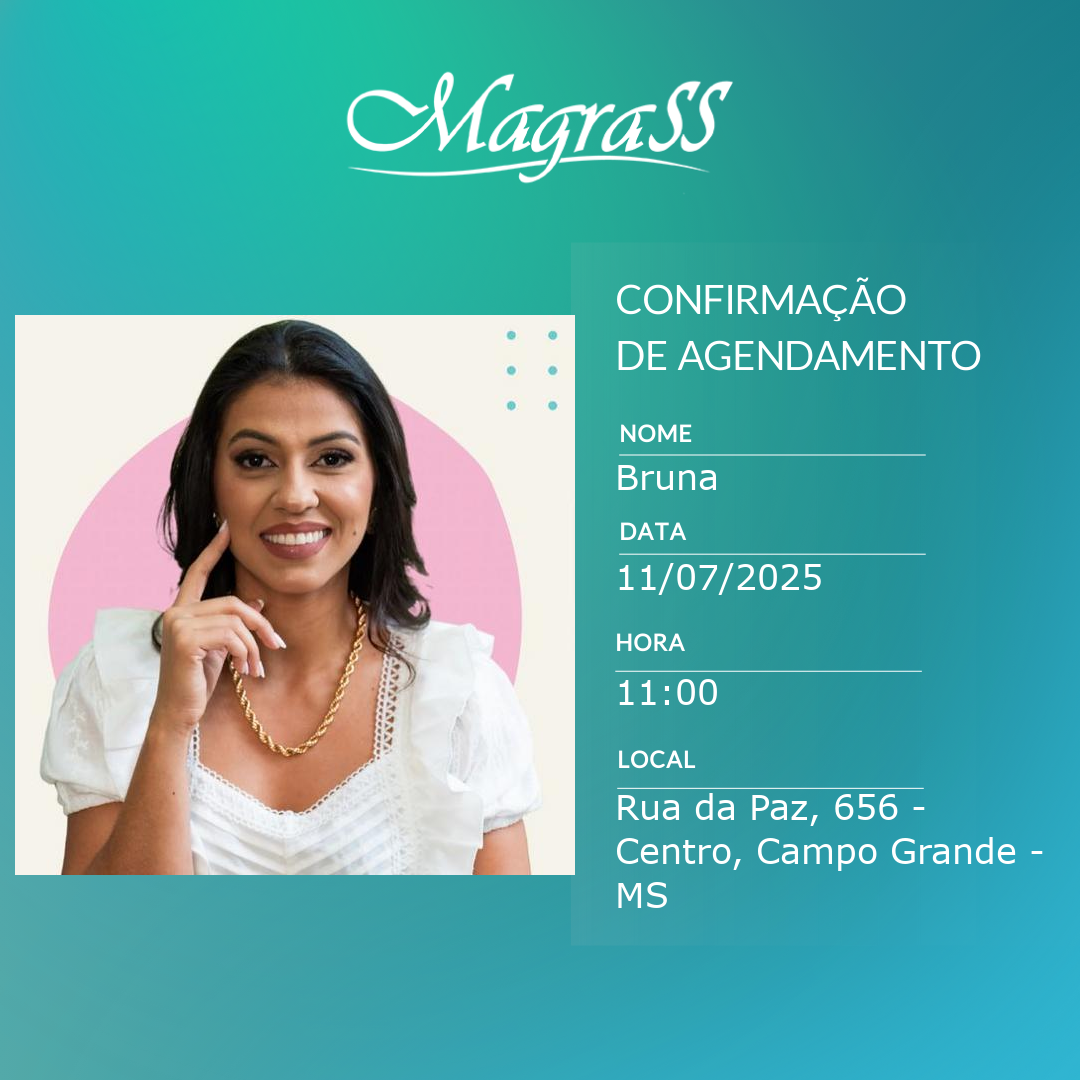 Magrass
CONFIRMAÇÃO
DE AGENDAMENTO
NOME
Bruna
DATA
11/07/2025
HORA
11:00
LOCAL
Rua da Paz, 656 -
Centro, Campo Grande -
MS